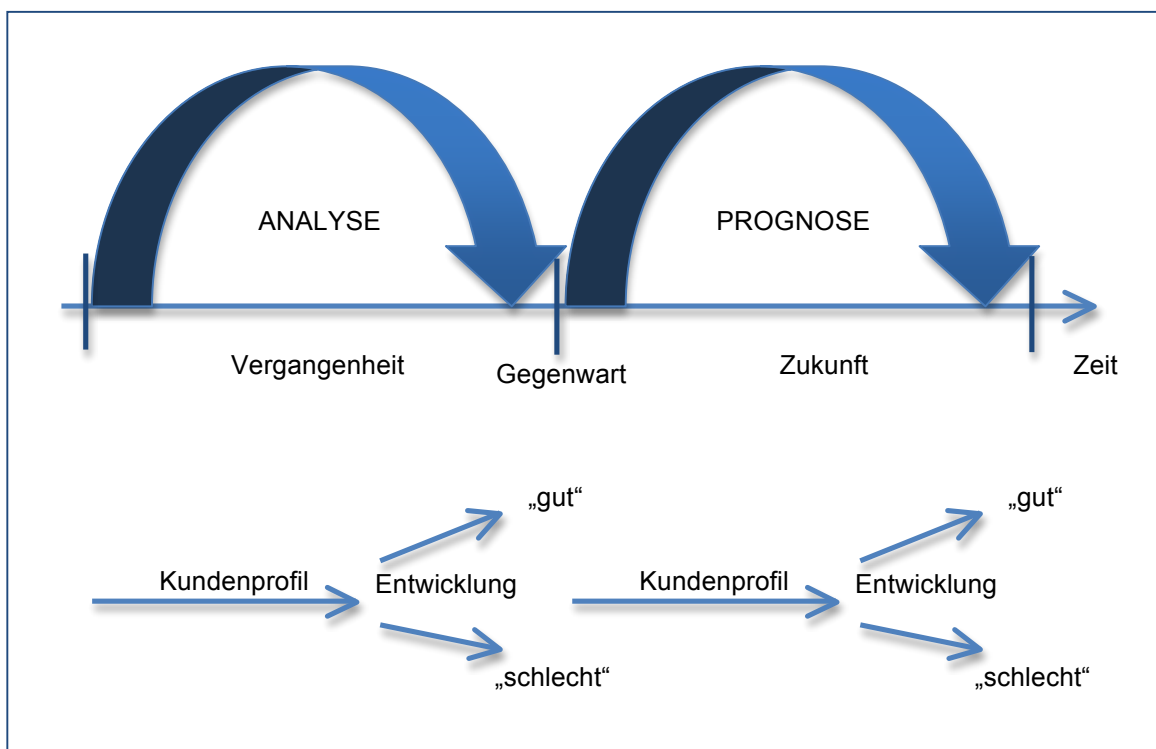 ANALYSE
PROGNOSE
Vergangenheit
Gegenwart
Zukunft
Zeit
„gut“
„gut“
Kundenprofil
Entwicklung
Kundenprofil
Entwicklung
„schlecht“
„schlecht“